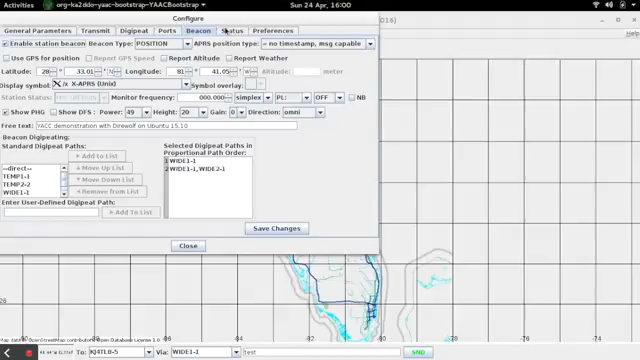 Activities org-ka2ddo-yaac-bootstrap-YAACBootstrap Sun 24 Apr, 16:00
Configure
General Parameters Transmit Digipeat Ports Beacon Status Preferences
Enable station beacon Beacon Type: POSITION APRS position type: = no timestamp, msg capable
Use GPS for position Report GPS Speed Report Altitude Report Weather
Latitude: 28 ° 33.01 ' N Longitude: 81 ° 41.05 ' W Altitude: meter
Display symbol: /x X-APRS (Unix) Symbol overlay:
Monitor frequency: 000.000 simplex PL: OFF NB
Show PHG Show DFS : Power: 49 Height: 20 Gain: 0 Direction: omni
Free text: YACC demonstration with Direwolf on Ubuntu 15.10
Beacon Digipeating:
Standard Digipeat Paths:
--direct--
TEMP1-1
TEMP2-2
WIDE1-1
Add to List
Move Up List
Move Down List
Remove from List
Enter User-Defined Digipeat Path:
Add To List
Selected Digipeat Paths in
Proportional Path Order:
1 WIDE1-1
2 WIDE1-1, WIDE2-1
Save Changes
Close
26
-80 -78 -76 -74 -72
KJ4TLB-5 Via: WIDE1-1 test SND